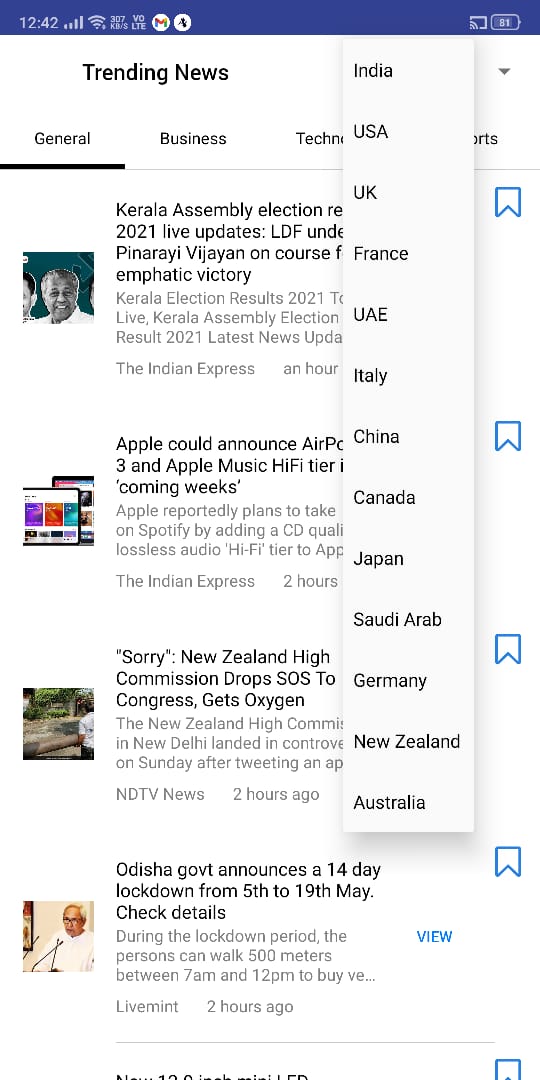 12:42 307 KB/S VO LTE 81
Trending News
General Business Techno orts
India
USA
UK
France
UAE
Italy
China
Canada
Japan
Saudi Arab
Germany
New Zealand
Australia
Kerala Assembly election re
2021 live updates: LDF unde
Pinarayi Vijayan on course f
emphatic victory
Kerala Election Results 2021 To
Live, Kerala Assembly Election
Result 2021 Latest News Upda
The Indian Express an hour
Apple could announce AirPo
3 and Apple Music HiFi tier i
‘coming weeks’
Apple reportedly plans to take
on Spotify by adding a CD quali
lossless audio 'Hi-Fi' tier to App
The Indian Express 2 hours
"Sorry": New Zealand High
Commission Drops SOS To
Congress, Gets Oxygen
The New Zealand High Commis
in New Delhi landed in controve
on Sunday after tweeting an ap
NDTV News 2 hours ago
Odisha govt announces a 14 day
lockdown from 5th to 19th May.
Check details
During the lockdown period, the
persons can walk 500 meters
between 7am and 12pm to buy ve...
VIEW
Livemint 2 hours ago
New 12.9-inch mini LED